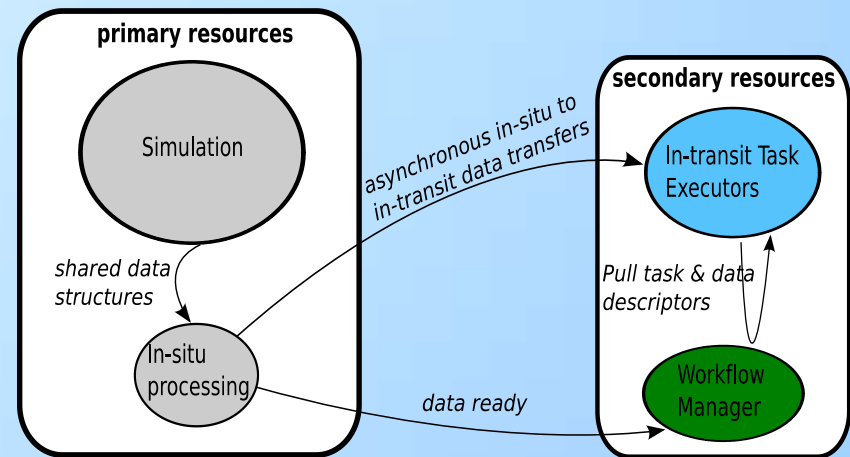 primary resources
Simulation
shared data
structures
In-situ
processing
asynchronous in-situ to
in-transit data transfers
data ready
secondary resources
In-transit Task
Executors
Pull task & data
descriptors
Workflow
Manager